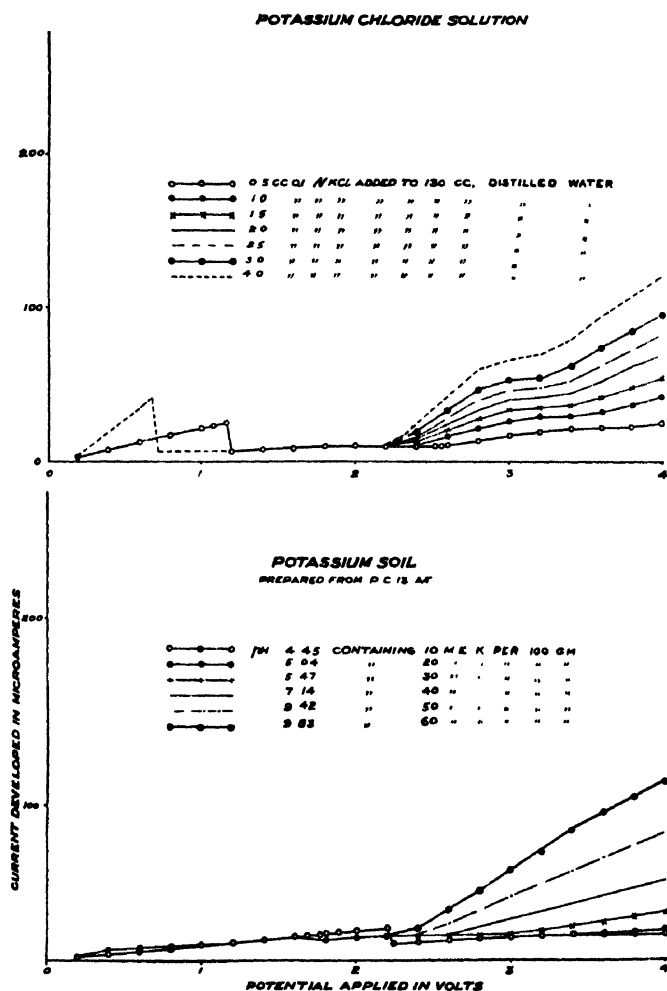 POTASSIUM CHLORIDE SOLUTION
200
0 5 CC 0.1 N KCL ADDED TO 130 CC. DISTILLED WATER
1 0 " " " " " " " " " "
1 5 " " " " " " " " " "
2 0 " " " " " " " " " "
2 5 " " " " " " " " " "
3 0 " " " " " " " " " "
4 0 " " " " " " " " " "
100
0
0 1 2 3 4
POTASSIUM SOIL
PREPARED FROM P C 13
200
pH 4 45 CONTAINING 10 M E K PER 100 GM
5 04 " 20 " " " " "
5 47 " 30 " " " " "
7 14 " 40 " " " " "
9 42 " 50 " " " " "
9 83 " 60 " " " " "
100
CURRENT DEVELOPED IN MICROAMPERES
0 1 2 3 4
POTENTIAL APPLIED IN VOLTS